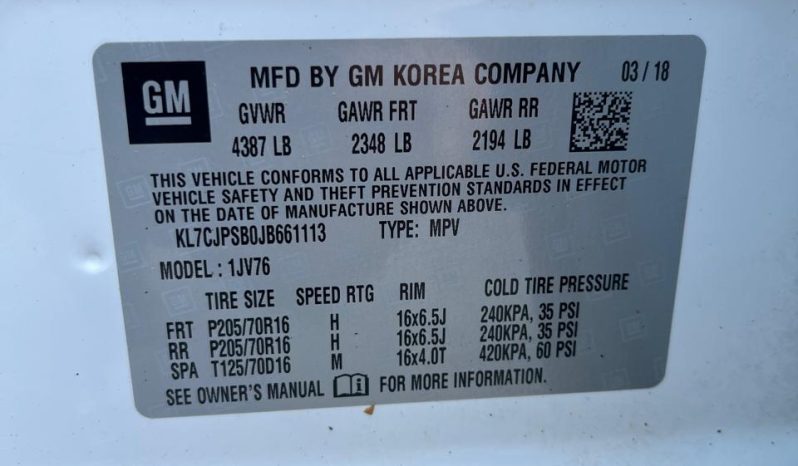 GM MFD BY GM KOREA COMPANY 03/18
GVWR GAWR FRT GAWR RR
4387 LB 2348 LB 2194 LB
THIS VEHICLE CONFORMS TO ALL APPLICABLE U.S. FEDERAL MOTOR
VEHICLE SAFETY AND THEFT PREVENTION STANDARDS IN EFFECT
ON THE DATE OF MANUFACTURE SHOWN ABOVE.
KL7CJPSB0JB661113 TYPE: MPV
MODEL : 1JV76
TIRE SIZE SPEED RTG RIM COLD TIRE PRESSURE
FRT P205/70R16 H 16x6.5J 240KPA, 35 PSI
RR P205/70R16 H 16x6.5J 240KPA, 35 PSI
SPA T125/70D16 M 16x4.0T 420KPA, 60 PSI
SEE OWNER'S MANUAL FOR MORE INFORMATION.